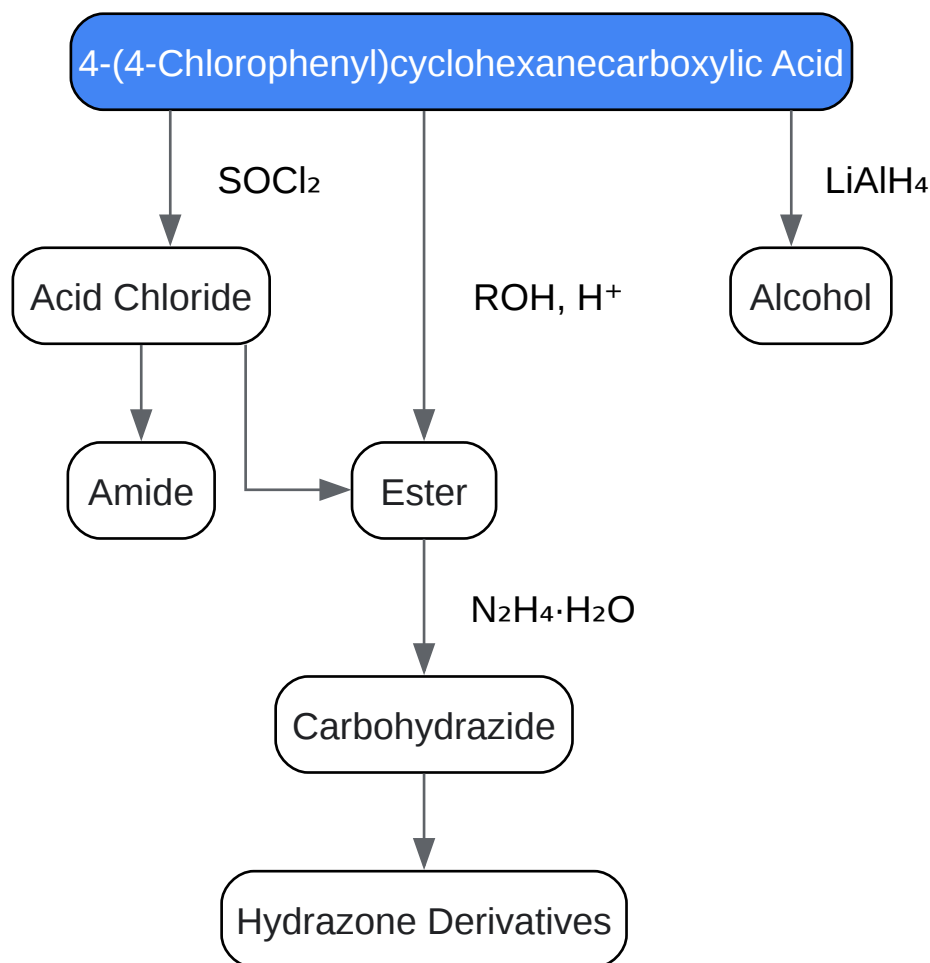 4-(4-Chlorophenyl)cyclohexanecarboxylic Acid
SOCl₂
LiAlH₄
Acid Chloride
ROH, H⁺
Alcohol
Amide
Ester
N₂H₄·H₂O
Carbohydrazide
Hydrazone Derivatives